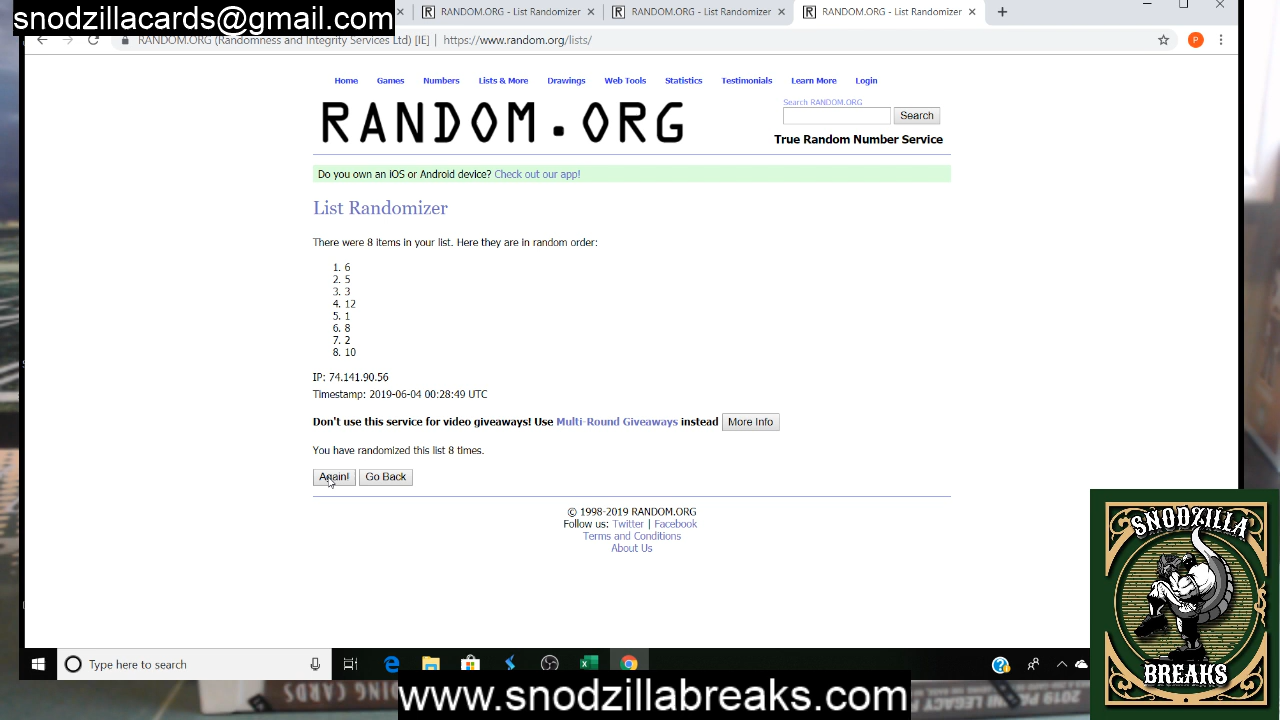 snodzillacards@gmail.com
RANDOM.ORG - List Randomizer
RANDOM.ORG - List Randomizer
RANDOM.ORG - List Randomizer
RANDOM.ORG (Randomness and Integrity Services Ltd) [IE] | https://www.random.org/lists/
P
Home Games Numbers Lists & More Drawings Web Tools Statistics Testimonials Learn More Login
RANDOM.ORG
Search RANDOM.ORG
Search
True Random Number Service
Do you own an iOS or Android device? Check out our app!
List Randomizer
There were 8 items in your list. Here they are in random order:
1. 6
2. 5
3. 3
4. 12
5. 1
6. 8
7. 2
8. 10
IP: 74.141.90.56
Timestamp: 2019-06-04 00:28:49 UTC
Don't use this service for video giveaways! Use Multi-Round Giveaways instead More Info
You have randomized this list 8 times.
Again! Go Back
© 1998-2019 RANDOM.ORG
Follow us: Twitter | Facebook
Terms and Conditions
About Us
SNODZILLA
BREAKS
Type here to search
www.snodzillabreaks.com